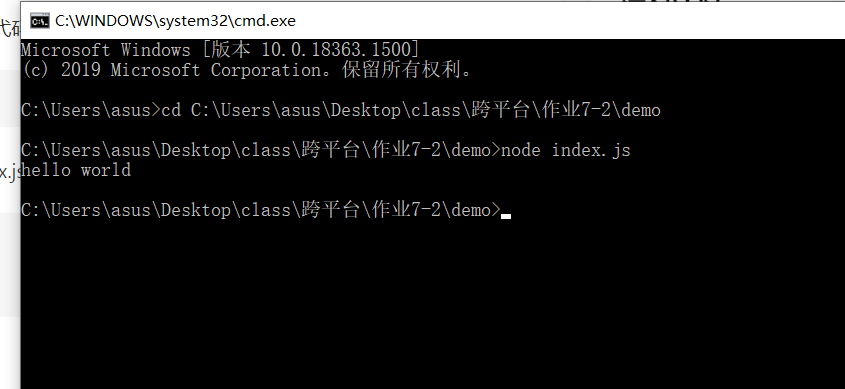 C:\WINDOWS\system32\cmd.exe
Microsoft Windows [版本 10.0.18363.1500]
(c) 2019 Microsoft Corporation。保留所有权利。
C:\Users\asus>cd C:\Users\asus\Desktop\class\跨平台\作业7-2\demo
C:\Users\asus\Desktop\class\跨平台\作业7-2\demo>node index.js
x.js
hello world
C:\Users\asus\Desktop\class\跨平台\作业7-2\demo>